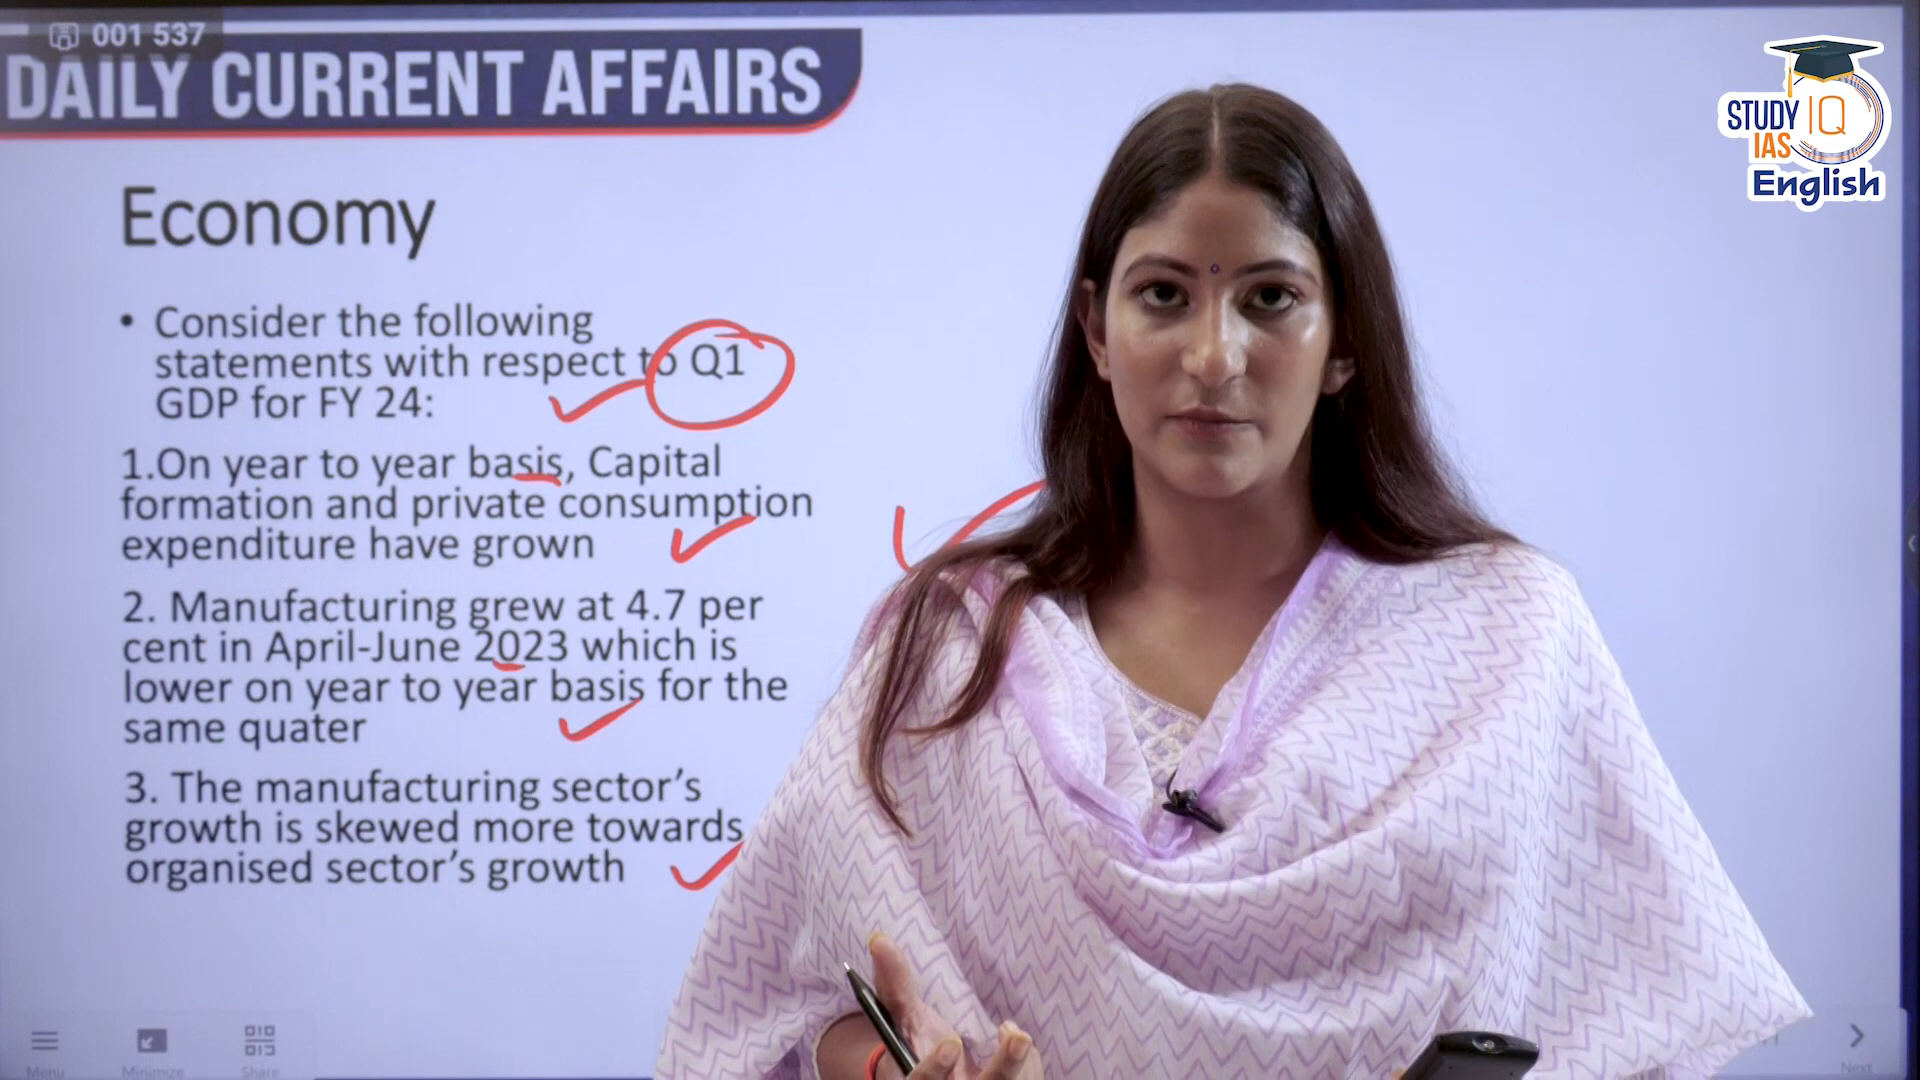 001 537
DAILY CURRENT AFFAIRS
STUDY IQ
IAS
English
Economy
• Consider the following
statements with respect to Q1
GDP for FY 24:
1.On year to year basis, Capital
formation and private consumption
expenditure have grown
2. Manufacturing grew at 4.7 per
cent in April-June 2023 which is
lower on year to year basis for the
same quater
3. The manufacturing sector's
growth is skewed more towards
organised sector's growth
Menu
Minimize
Share
Next